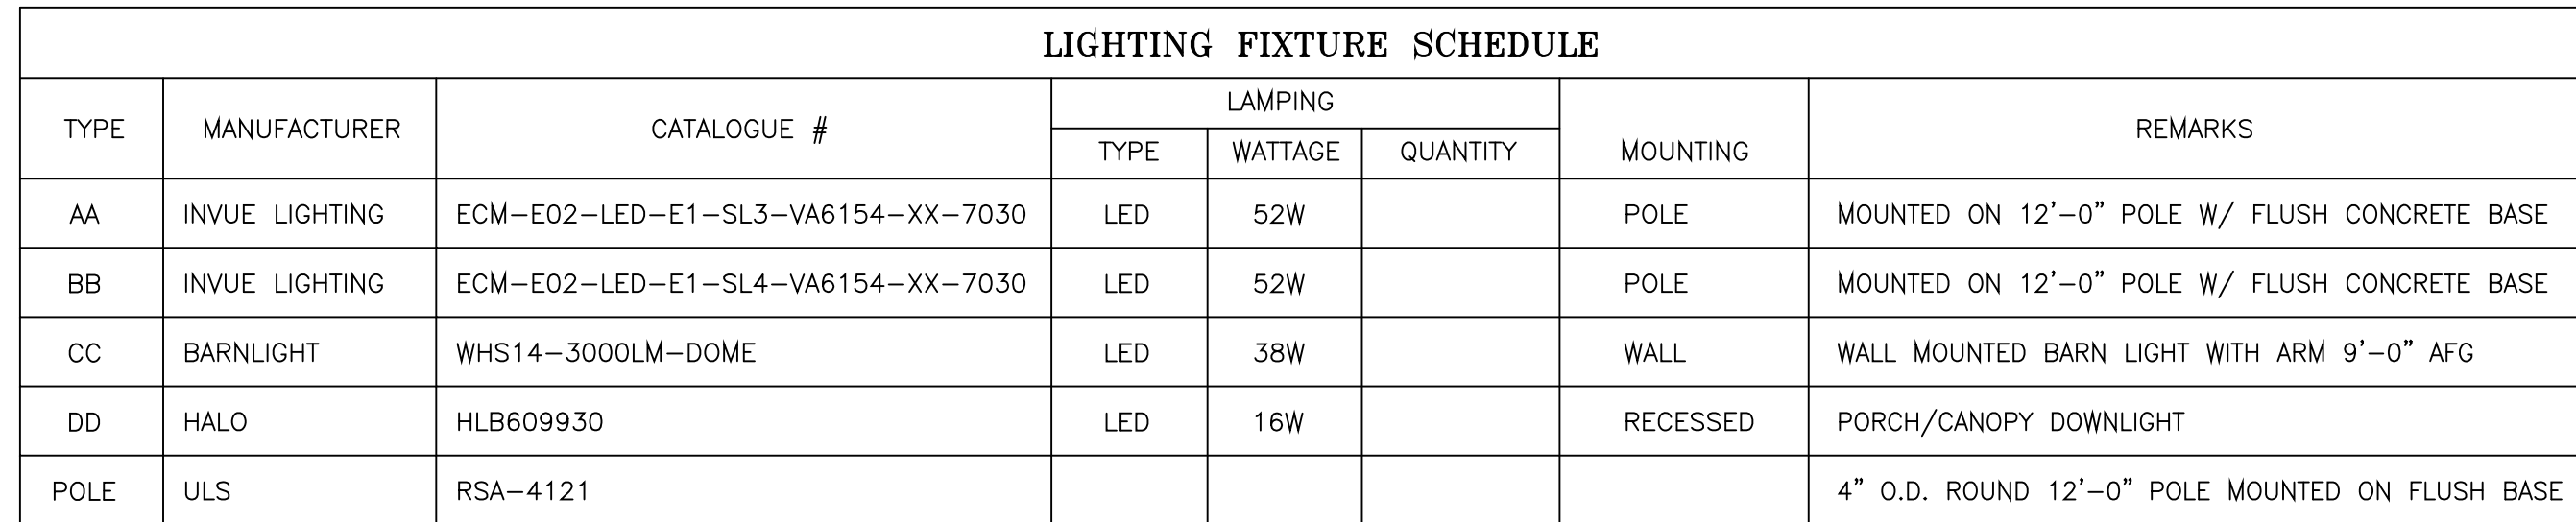 LIGHTING FIXTURE SCHEDULE
TYPE MANUFACTURER CATALOGUE # LAMPING MOUNTING REMARKS
TYPE WATTAGE QUANTITY
AA INVUE LIGHTING ECM-E02-LED-E1-SL3-VA6154-XX-7030 LED 52W POLE MOUNTED ON 12'-0" POLE W/ FLUSH CONCRETE BASE
BB INVUE LIGHTING ECM-E02-LED-E1-SL4-VA6154-XX-7030 LED 52W POLE MOUNTED ON 12'-0" POLE W/ FLUSH CONCRETE BASE
CC BARNLIGHT WHS14-3000LM-DOME LED 38W WALL WALL MOUNTED BARN LIGHT WITH ARM 9'-0" AFG
DD HALO HLB609930 LED 16W RECESSED PORCH/CANOPY DOWNLIGHT
POLE ULS RSA-4121 4" O.D. ROUND 12'-0" POLE MOUNTED ON FLUSH BASE